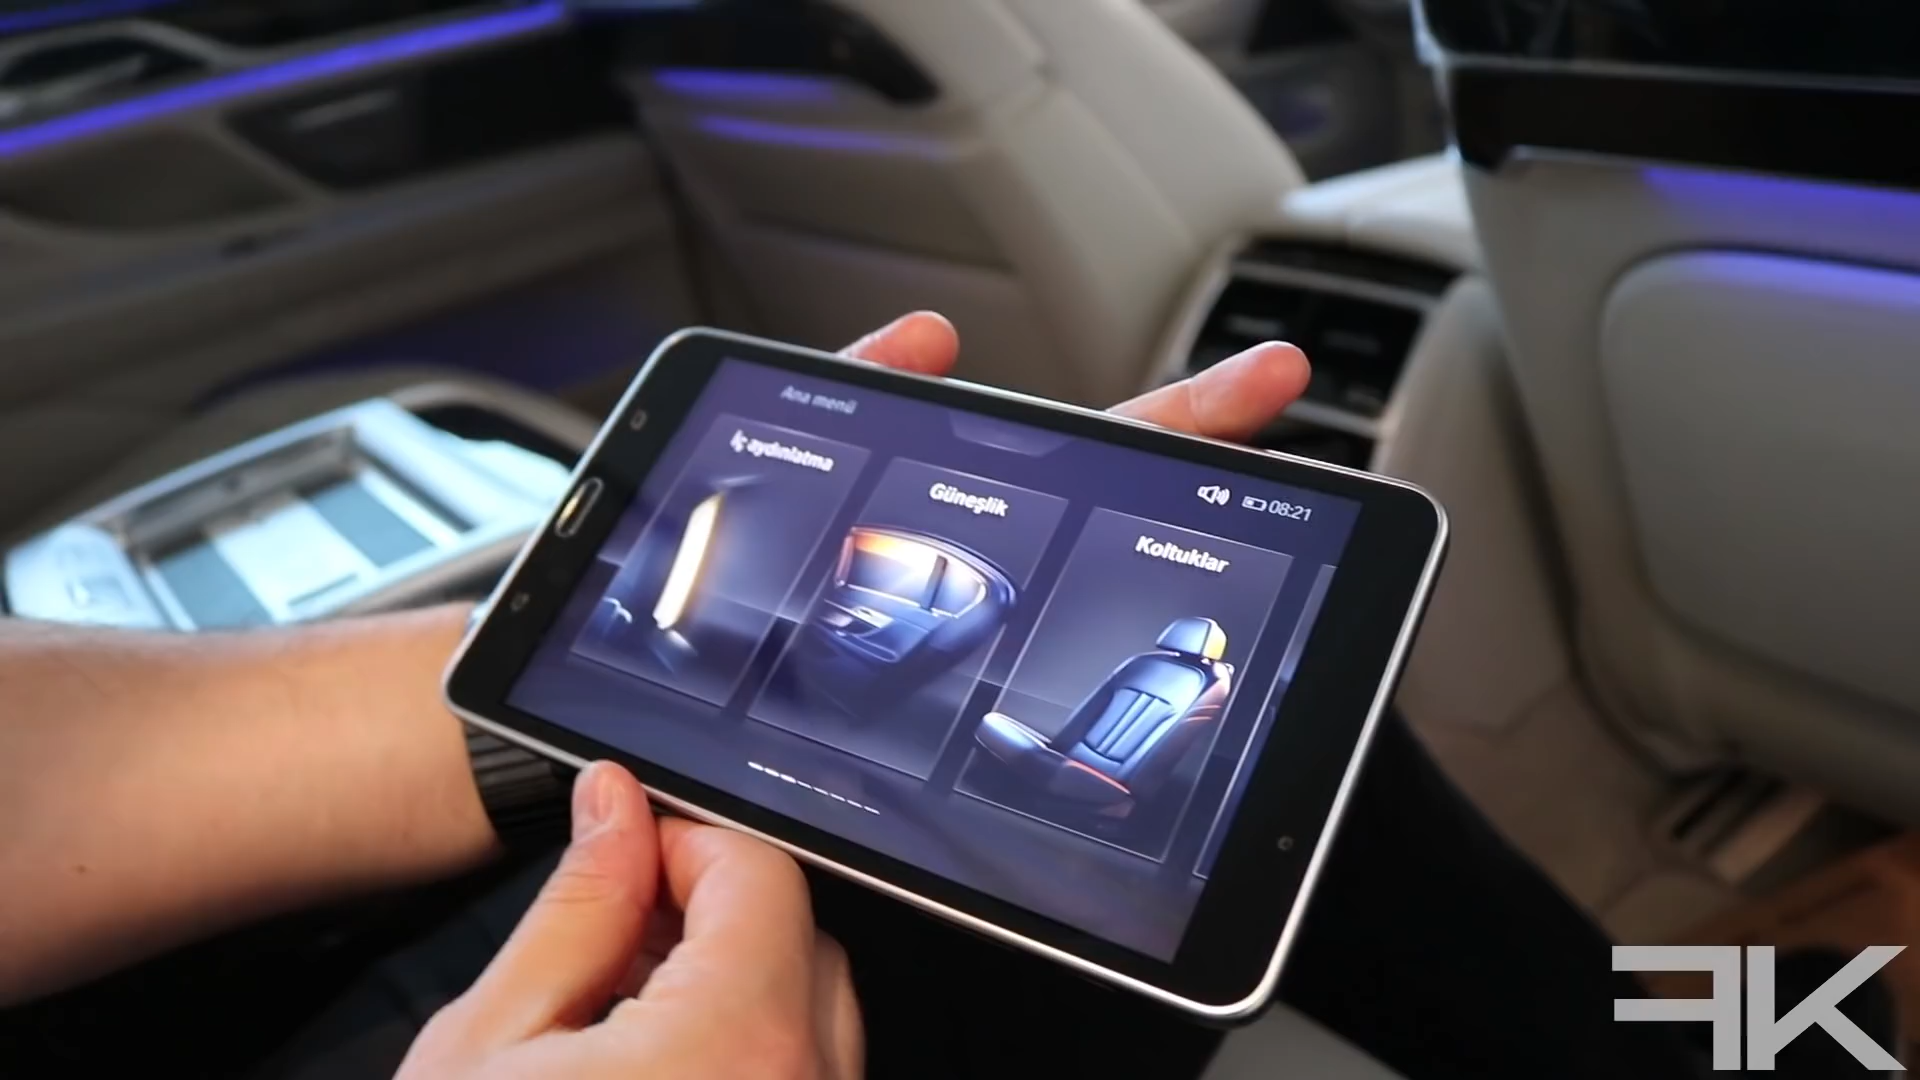 Ana menü
İç aydınlatma
Güneşlik
08:21
Koltuklar
FK